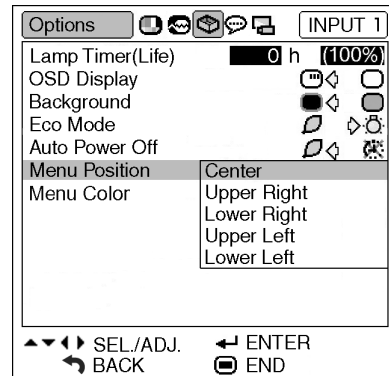 Options INPUT 1
Lamp Timer(Life) 0 h (100%)
OSD Display
Background
Eco Mode
Auto Power Off
Menu Position Center
Menu Color Upper Right
Lower Right
Upper Left
Lower Left
SEL./ADJ. ENTER
BACK END